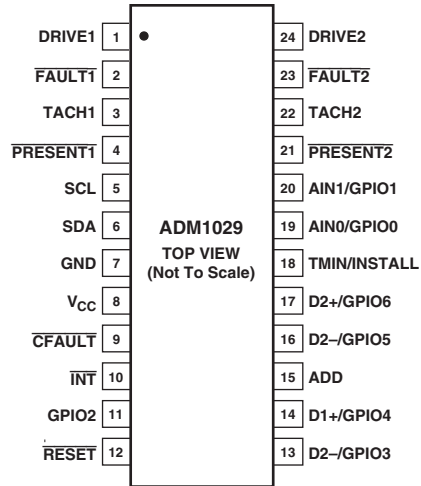 DRIVE1 1 24 DRIVE2
FAULT1 2 23 FAULT2
TACH1 3 22 TACH2
PRESENT1 4 21 PRESENT2
SCL 5 20 AIN1/GPIO1
SDA 6 19 AIN0/GPIO0
GND 7 18 TMIN/INSTALL
VCC 8 17 D2+/GPIO6
CFAULT 9 16 D2–/GPIO5
INT 10 15 ADD
GPIO2 11 14 D1+/GPIO4
RESET 12 13 D2–/GPIO3
ADM1029
TOP VIEW
(Not To Scale)